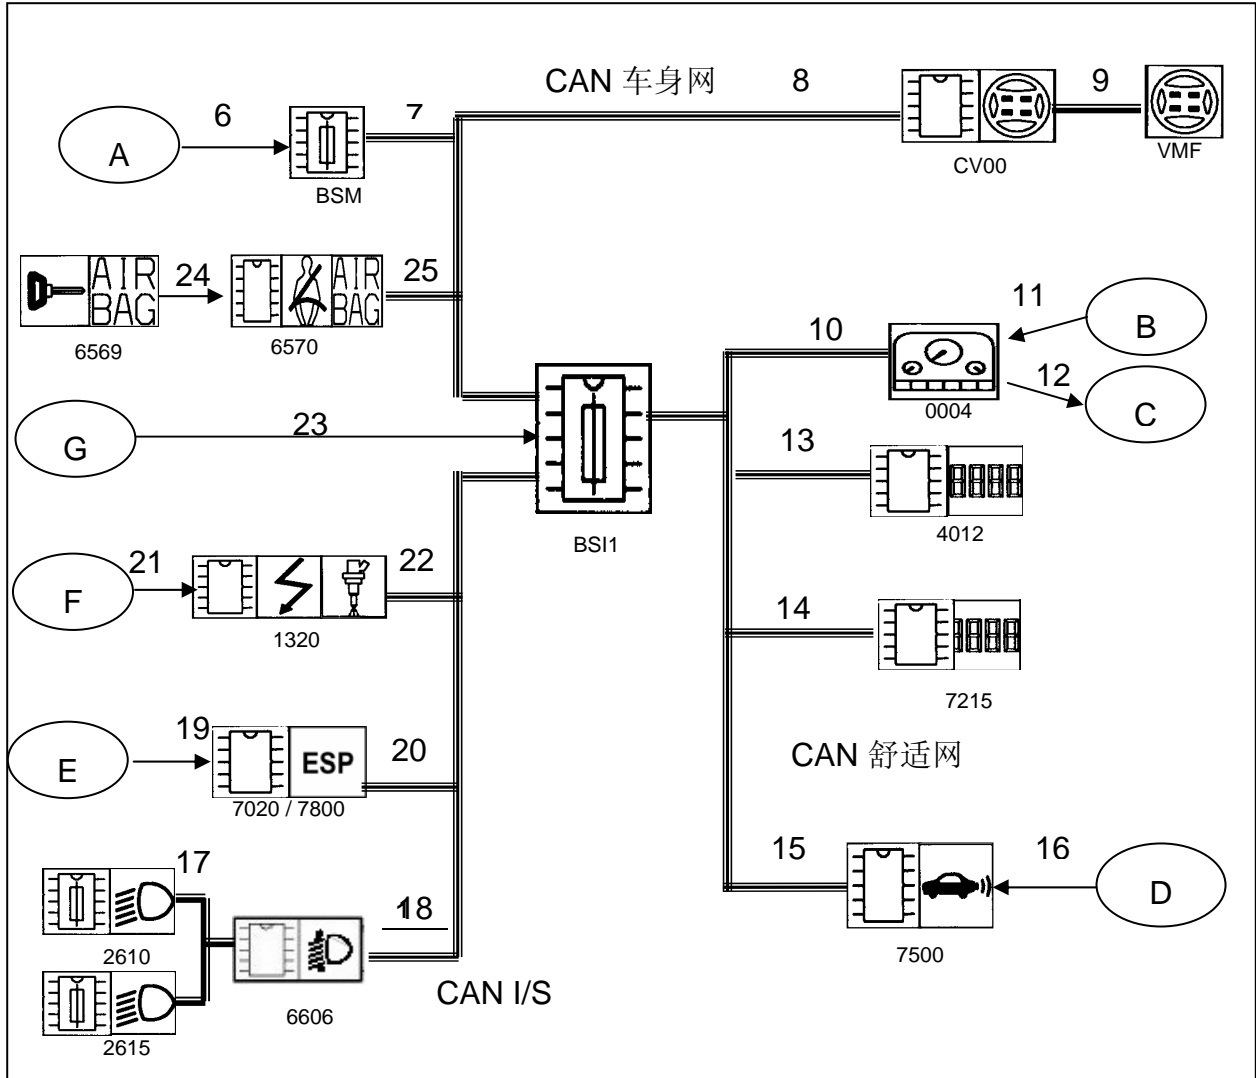 CAN 车身网
8
9
6
7
A
BSM
CV00
VMF
24
AIR
BAG
AIR
BAG
25
6569
6570
10
11
B
12
0004
C
G
23
13
BSI1
4012
21
22
F
1320
14
7215
19
20
E
ESP
7020 / 7800
CAN 舒适网
17
18
15
16
D
2610
7500
6606
CAN I/S
2615